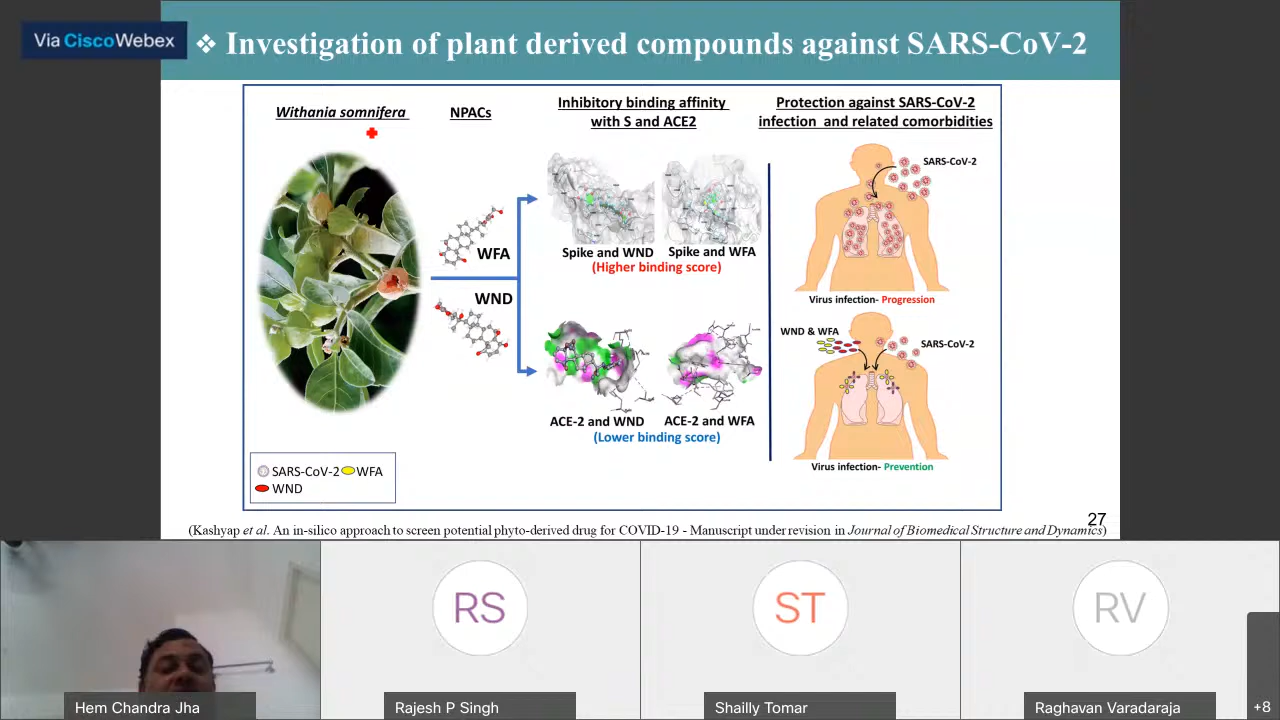 Via CiscoWebex
❖ Investigation of plant derived compounds against SARS-CoV-2
Withania somnifera
NPACs
Inhibitory binding affinity
with S and ACE2
Protection against SARS-CoV-2
infection and related comorbidities
WFA
WND
Spike and WND
Spike and WFA
(Higher binding score)
ACE-2 and WND
ACE-2 and WFA
(Lower binding score)
SARS-CoV-2
Virus infection- Progression
WND & WFA
SARS-CoV-2
Virus infection- Prevention
SARS-CoV-2 WFA
WND
27
(Kashyap et al. An in-silico approach to screen potential phyto-derived drug for COVID-19 - Manuscript under revision in Journal of Biomedical Structure and Dynamics)
RS
ST
RV
Hem Chandra Jha
Rajesh P Singh
Shailly Tomar
Raghavan Varadaraja
+8